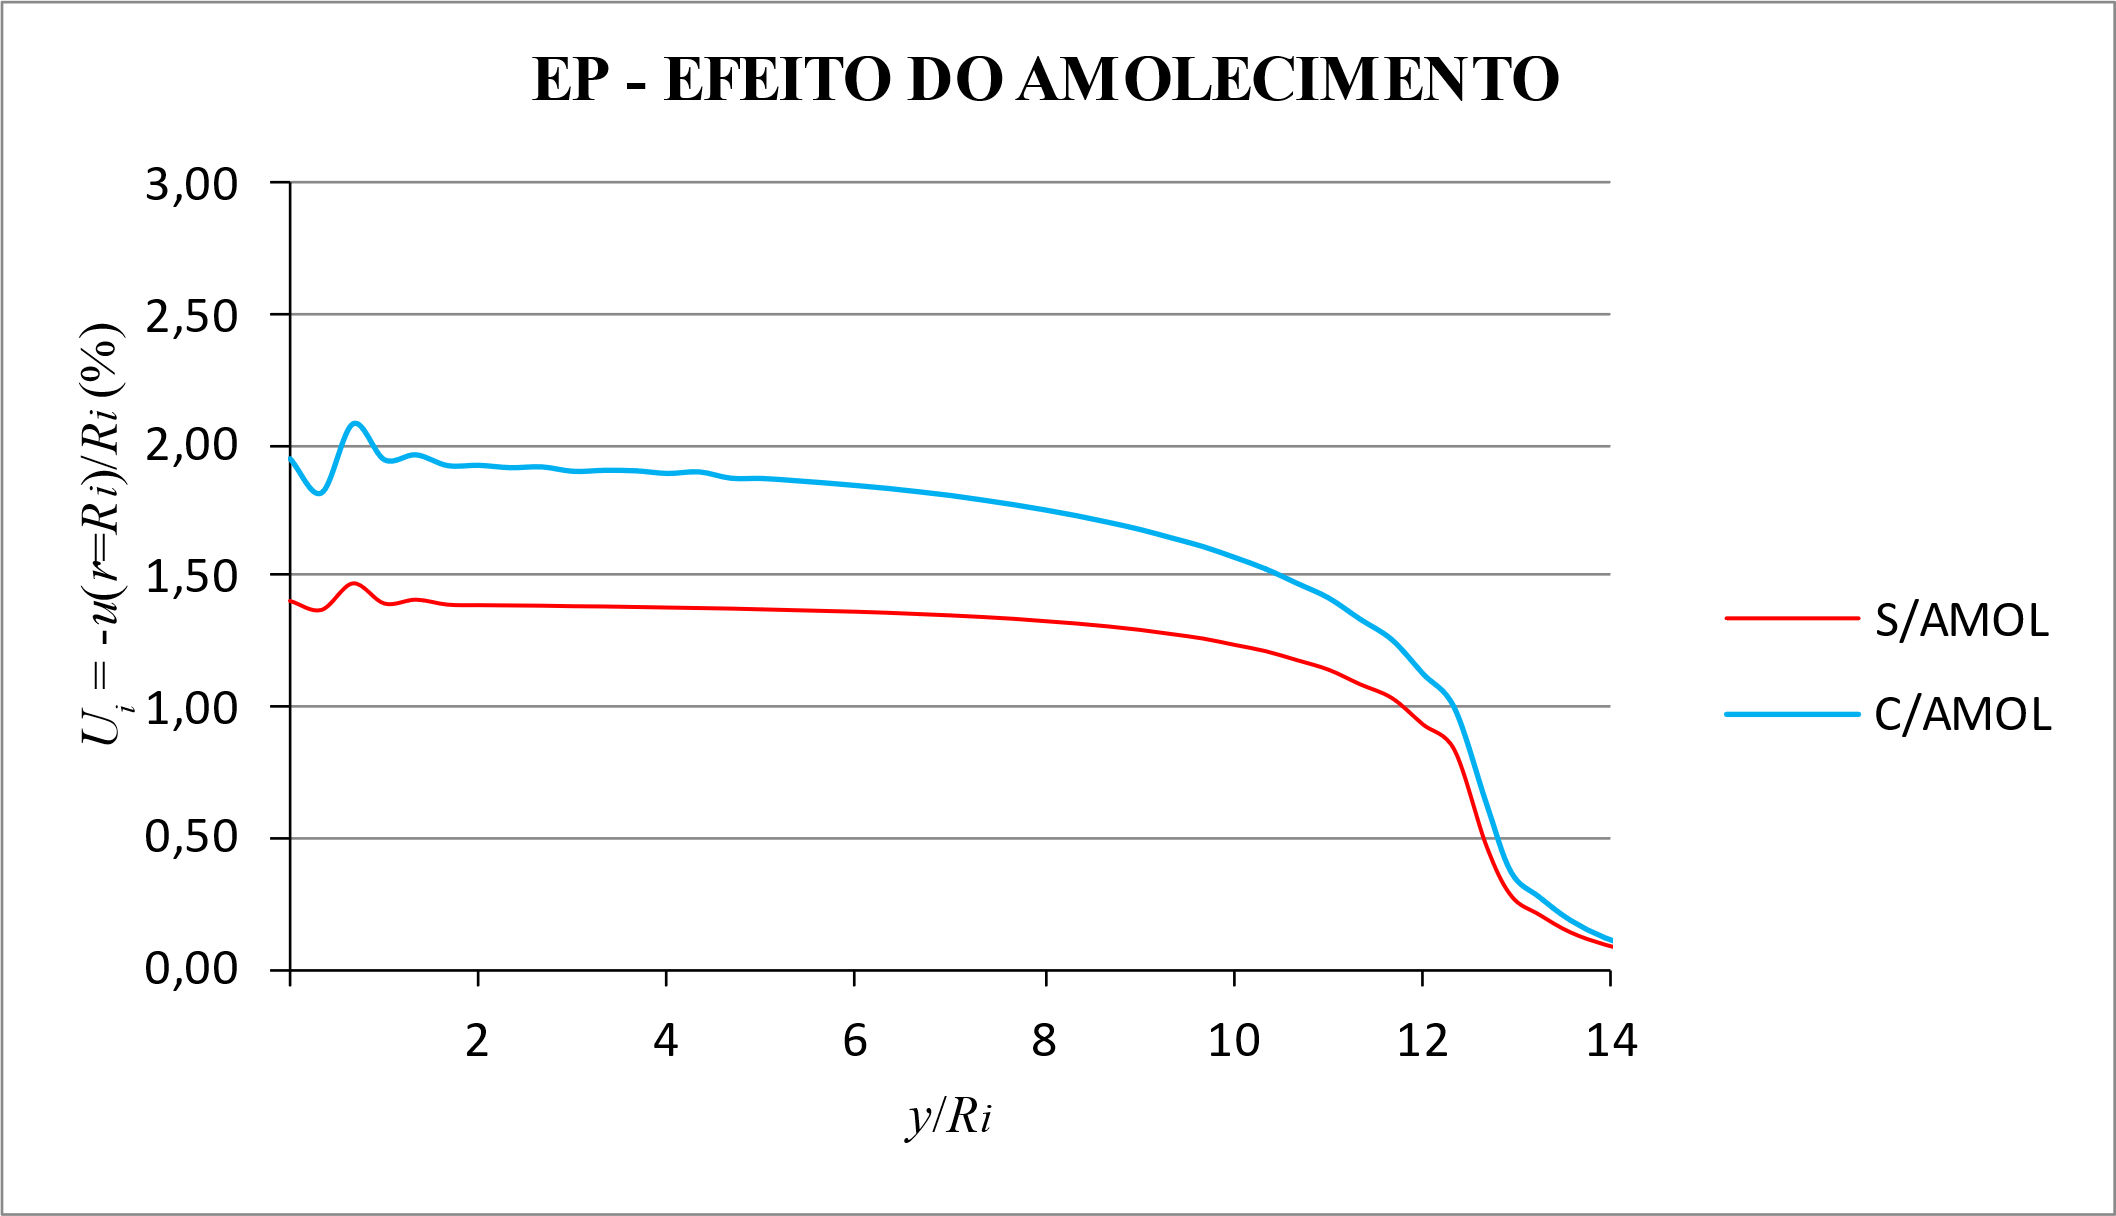 EP - EFEITO DO AMOLECIMENTO
3,00
2,50
2,00
1,50
1,00
0,50
0,00
U_i = -u(r=Ri)/Ri (%)
2 4 6 8 10 12 14
y/Ri
S/AMOL
C/AMOL